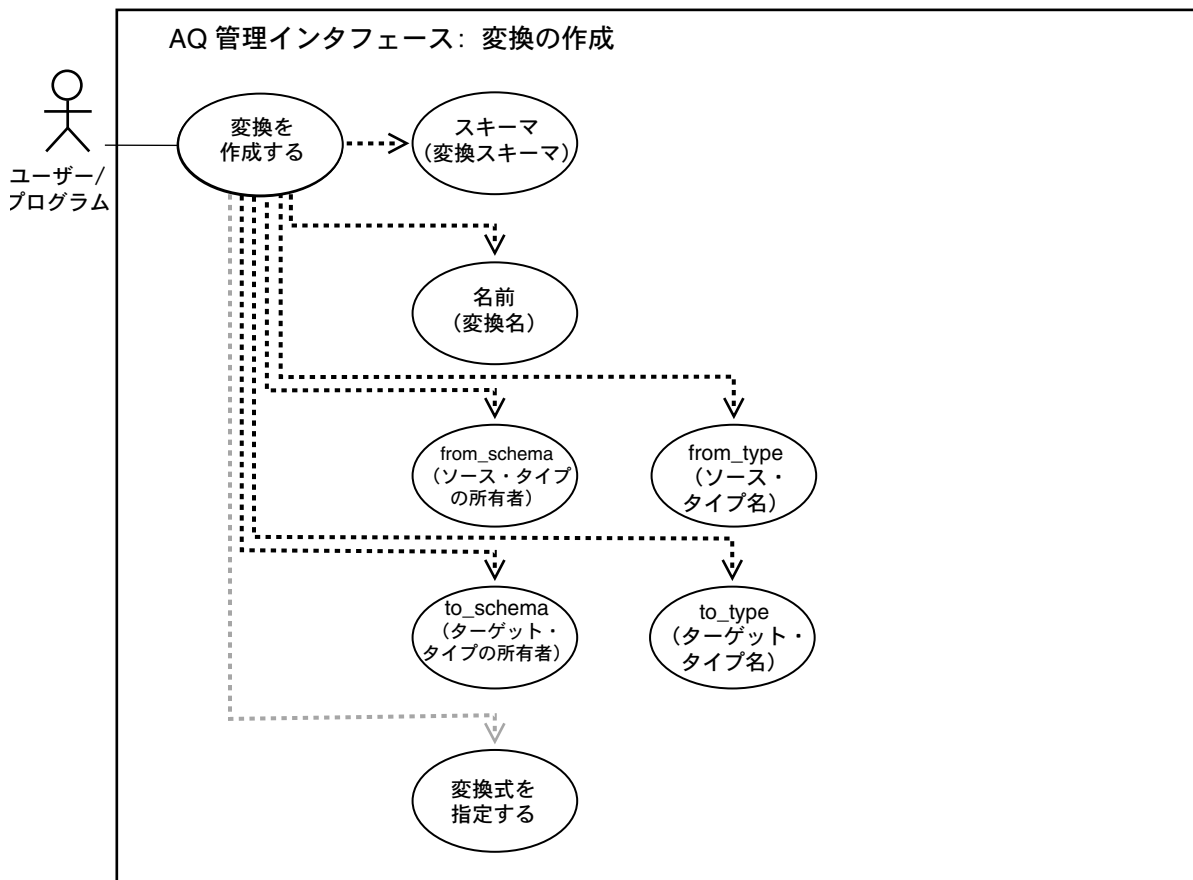 AQ 管理インタフェース： 変換の作成
ユーザー/
プログラム
変換を
作成する
スキーマ
（変換スキーマ）
名前
（変換名）
from_schema
（ソース・タイプ
の所有者）
from_type
（ソース・
タイプ名）
to_schema
（ターゲット・
タイプの所有者）
to_type
（ターゲット・
タイプ名）
変換式を
指定する